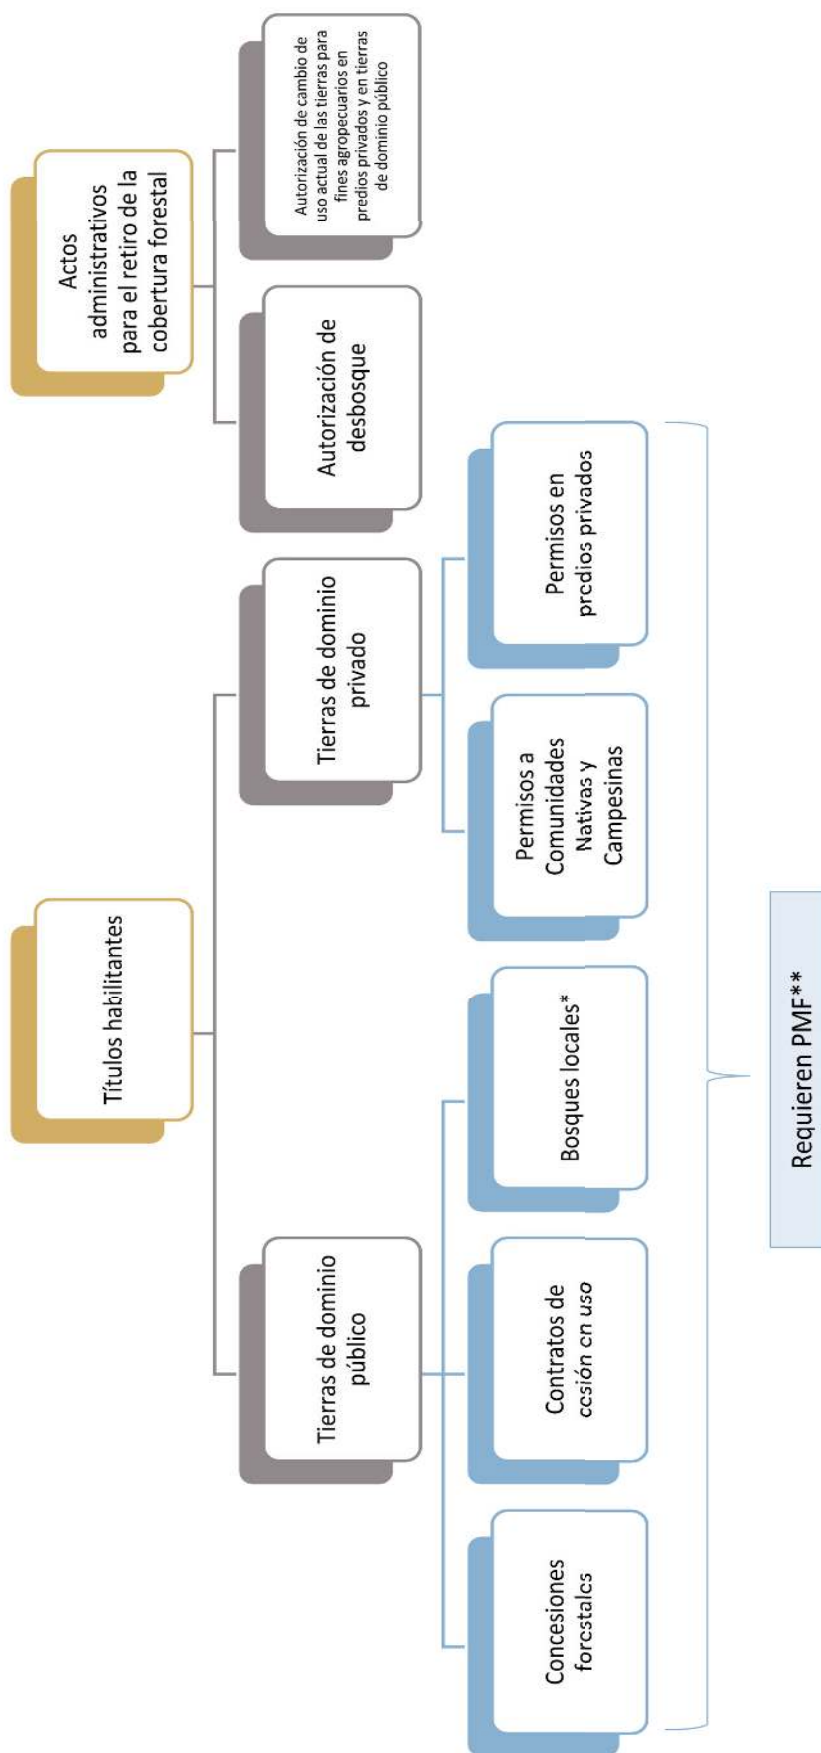 Títulos habilitantes
Actos
administrativos
para el retiro de la
cobertura forestal
Tierras de dominio
público
Tierras de dominio
privado
Autorización de
desbosque
Autorización de cambio de
uso actual de las tierras para
fines agropecuarios en
predios privados y en tierras
de dominio público
Concesiones
forestales
Contratos de
cesión en uso
Bosques locales*
Permisos a
Comunidades
Nativas y
Campesinas
Permisos en
predios privados
Requieren PMF**